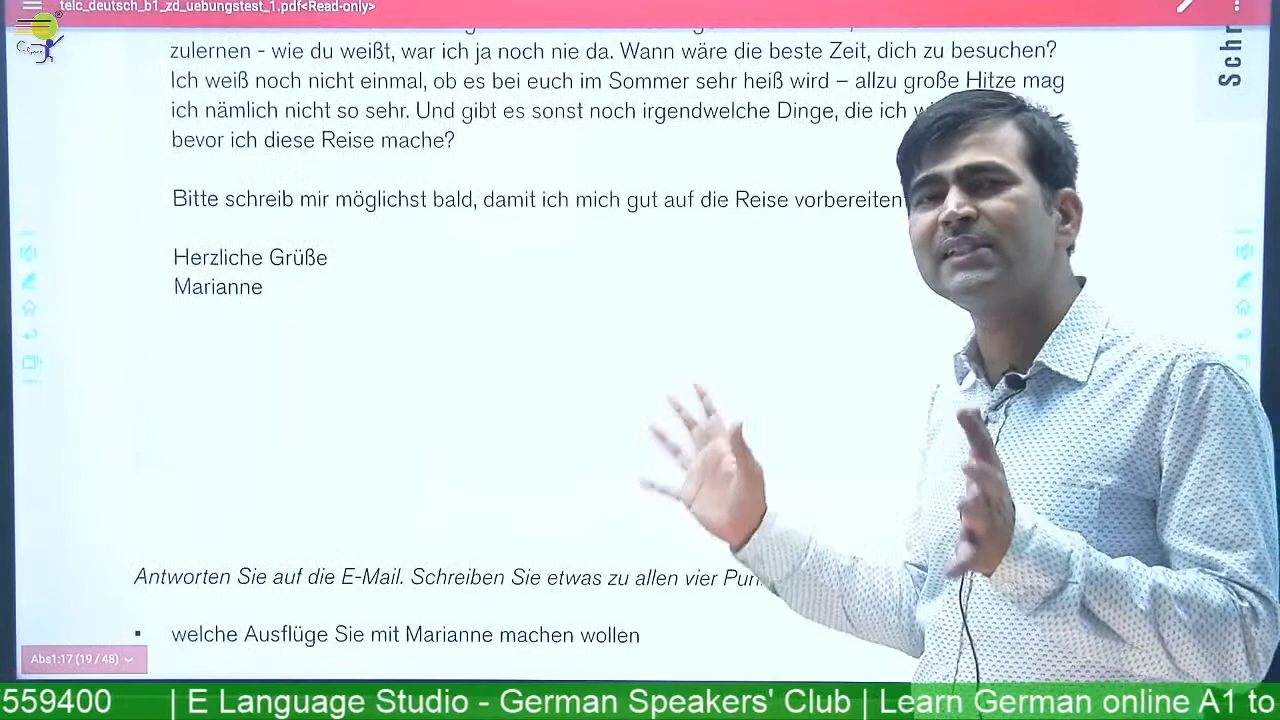 telc_deutsch_b1_zd_uebungstest_1.pdf<Read-only>
zulernen - wie du weißt, war ich ja noch nie da. Wann wäre die beste Zeit, dich zu besuchen?
Ich weiß noch nicht einmal, ob es bei euch im Sommer sehr heiß wird – allzu große Hitze mag
ich nämlich nicht so sehr. Und gibt es sonst noch irgendwelche Dinge, die ich
bevor ich diese Reise mache?
Bitte schreib mir möglichst bald, damit ich mich gut auf die Reise vorbereiten
Herzliche Grüße
Marianne
Antworten Sie auf die E-Mail. Schreiben Sie etwas zu allen vier
▪ welche Ausflüge Sie mit Marianne machen wollen
Abs1:17 (19 / 48)
559400 | E Language Studio - German Speakers' Club | Learn German online A1 to
Schr